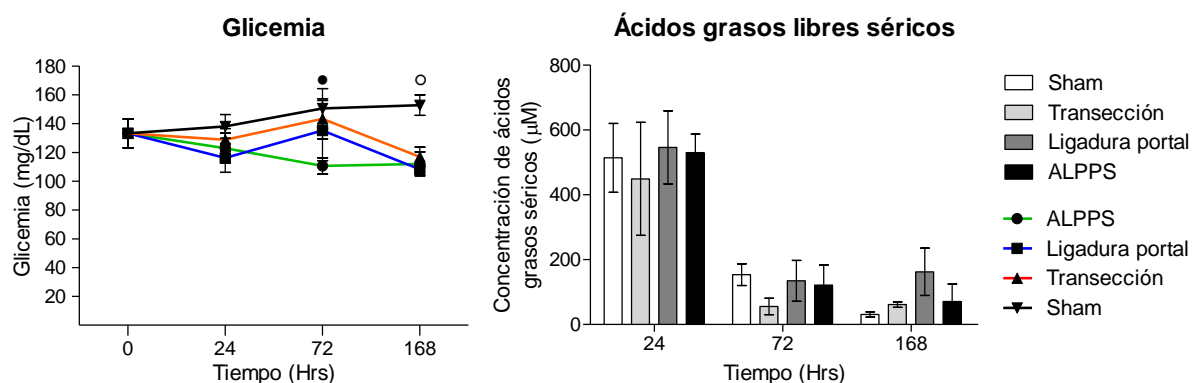 Glicemia
Glicemia (mg/dL)
180
160
140
120
100
80
60
40
20
0
24
72
168
Tiempo (Hrs)
Ácidos grasos libres séricos
Concentración de ácidos
grasos séricos (μM)
800
600
400
200
0
24
72
168
Tiempo (Hrs)
Sham
Transección
Ligadura portal
ALPPS
ALPPS
Ligadura portal
Transección
Sham